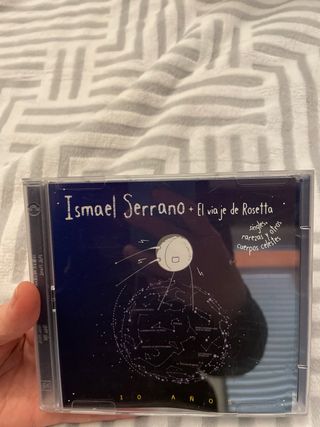 Ismael Serrano + El viaje de Rosetta
singles,
rarezas y otros
cuerpos celestes
10 AÑOS